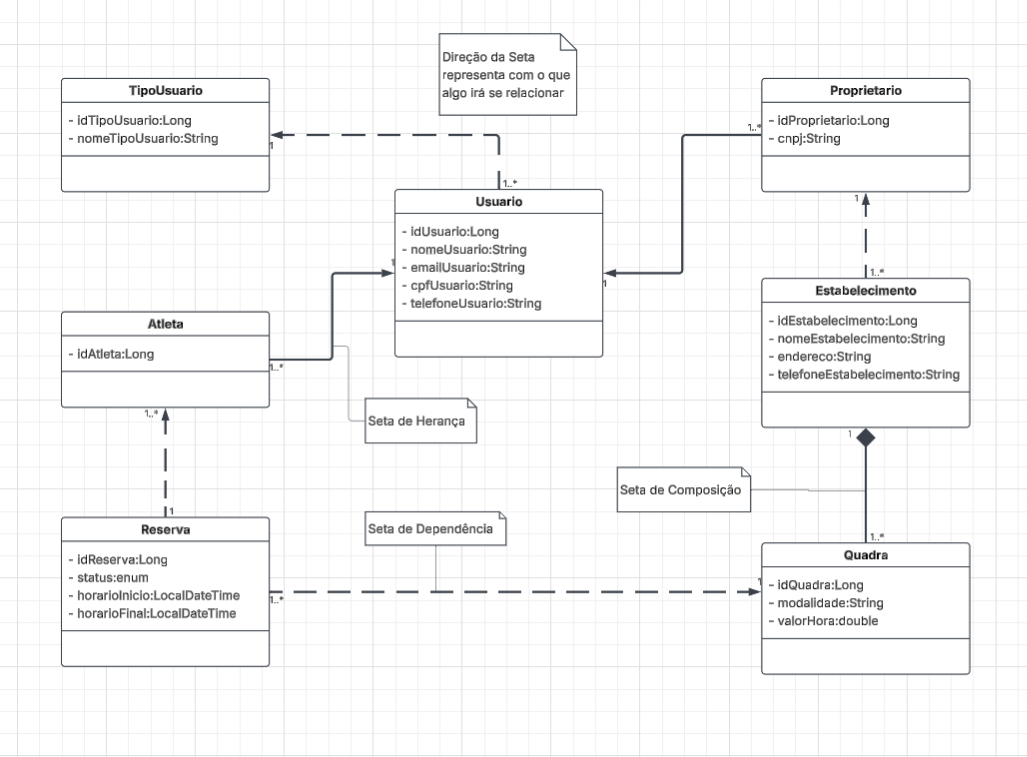 Direção da Seta
representa com o que
algo irá se relacionar
TipoUsuario
- idTipoUsuario:Long
- nomeTipoUsuario:String
1
1..*
Proprietario
- idProprietario:Long
- cnpj:String
1..*
1
Usuario
- idUsuario:Long
- nomeUsuario:String
- emailUsuario:String
- cpfUsuario:String
- telefoneUsuario:String
1
1
Estabelecimento
- idEstabelecimento:Long
- nomeEstabelecimento:String
- endereco:String
- telefoneEstabelecimento:String
1..*
1
Atleta
- idAtleta:Long
1..*
1..*
Seta de Herança
Seta de Composição
Seta de Dependência
Reserva
- idReserva:Long
- status:enum
- horarioInicio:LocalDateTime
- horarioFinal:LocalDateTime
1
1..*
Quadra
- idQuadra:Long
- modalidade:String
- valorHora:double
1..*
1